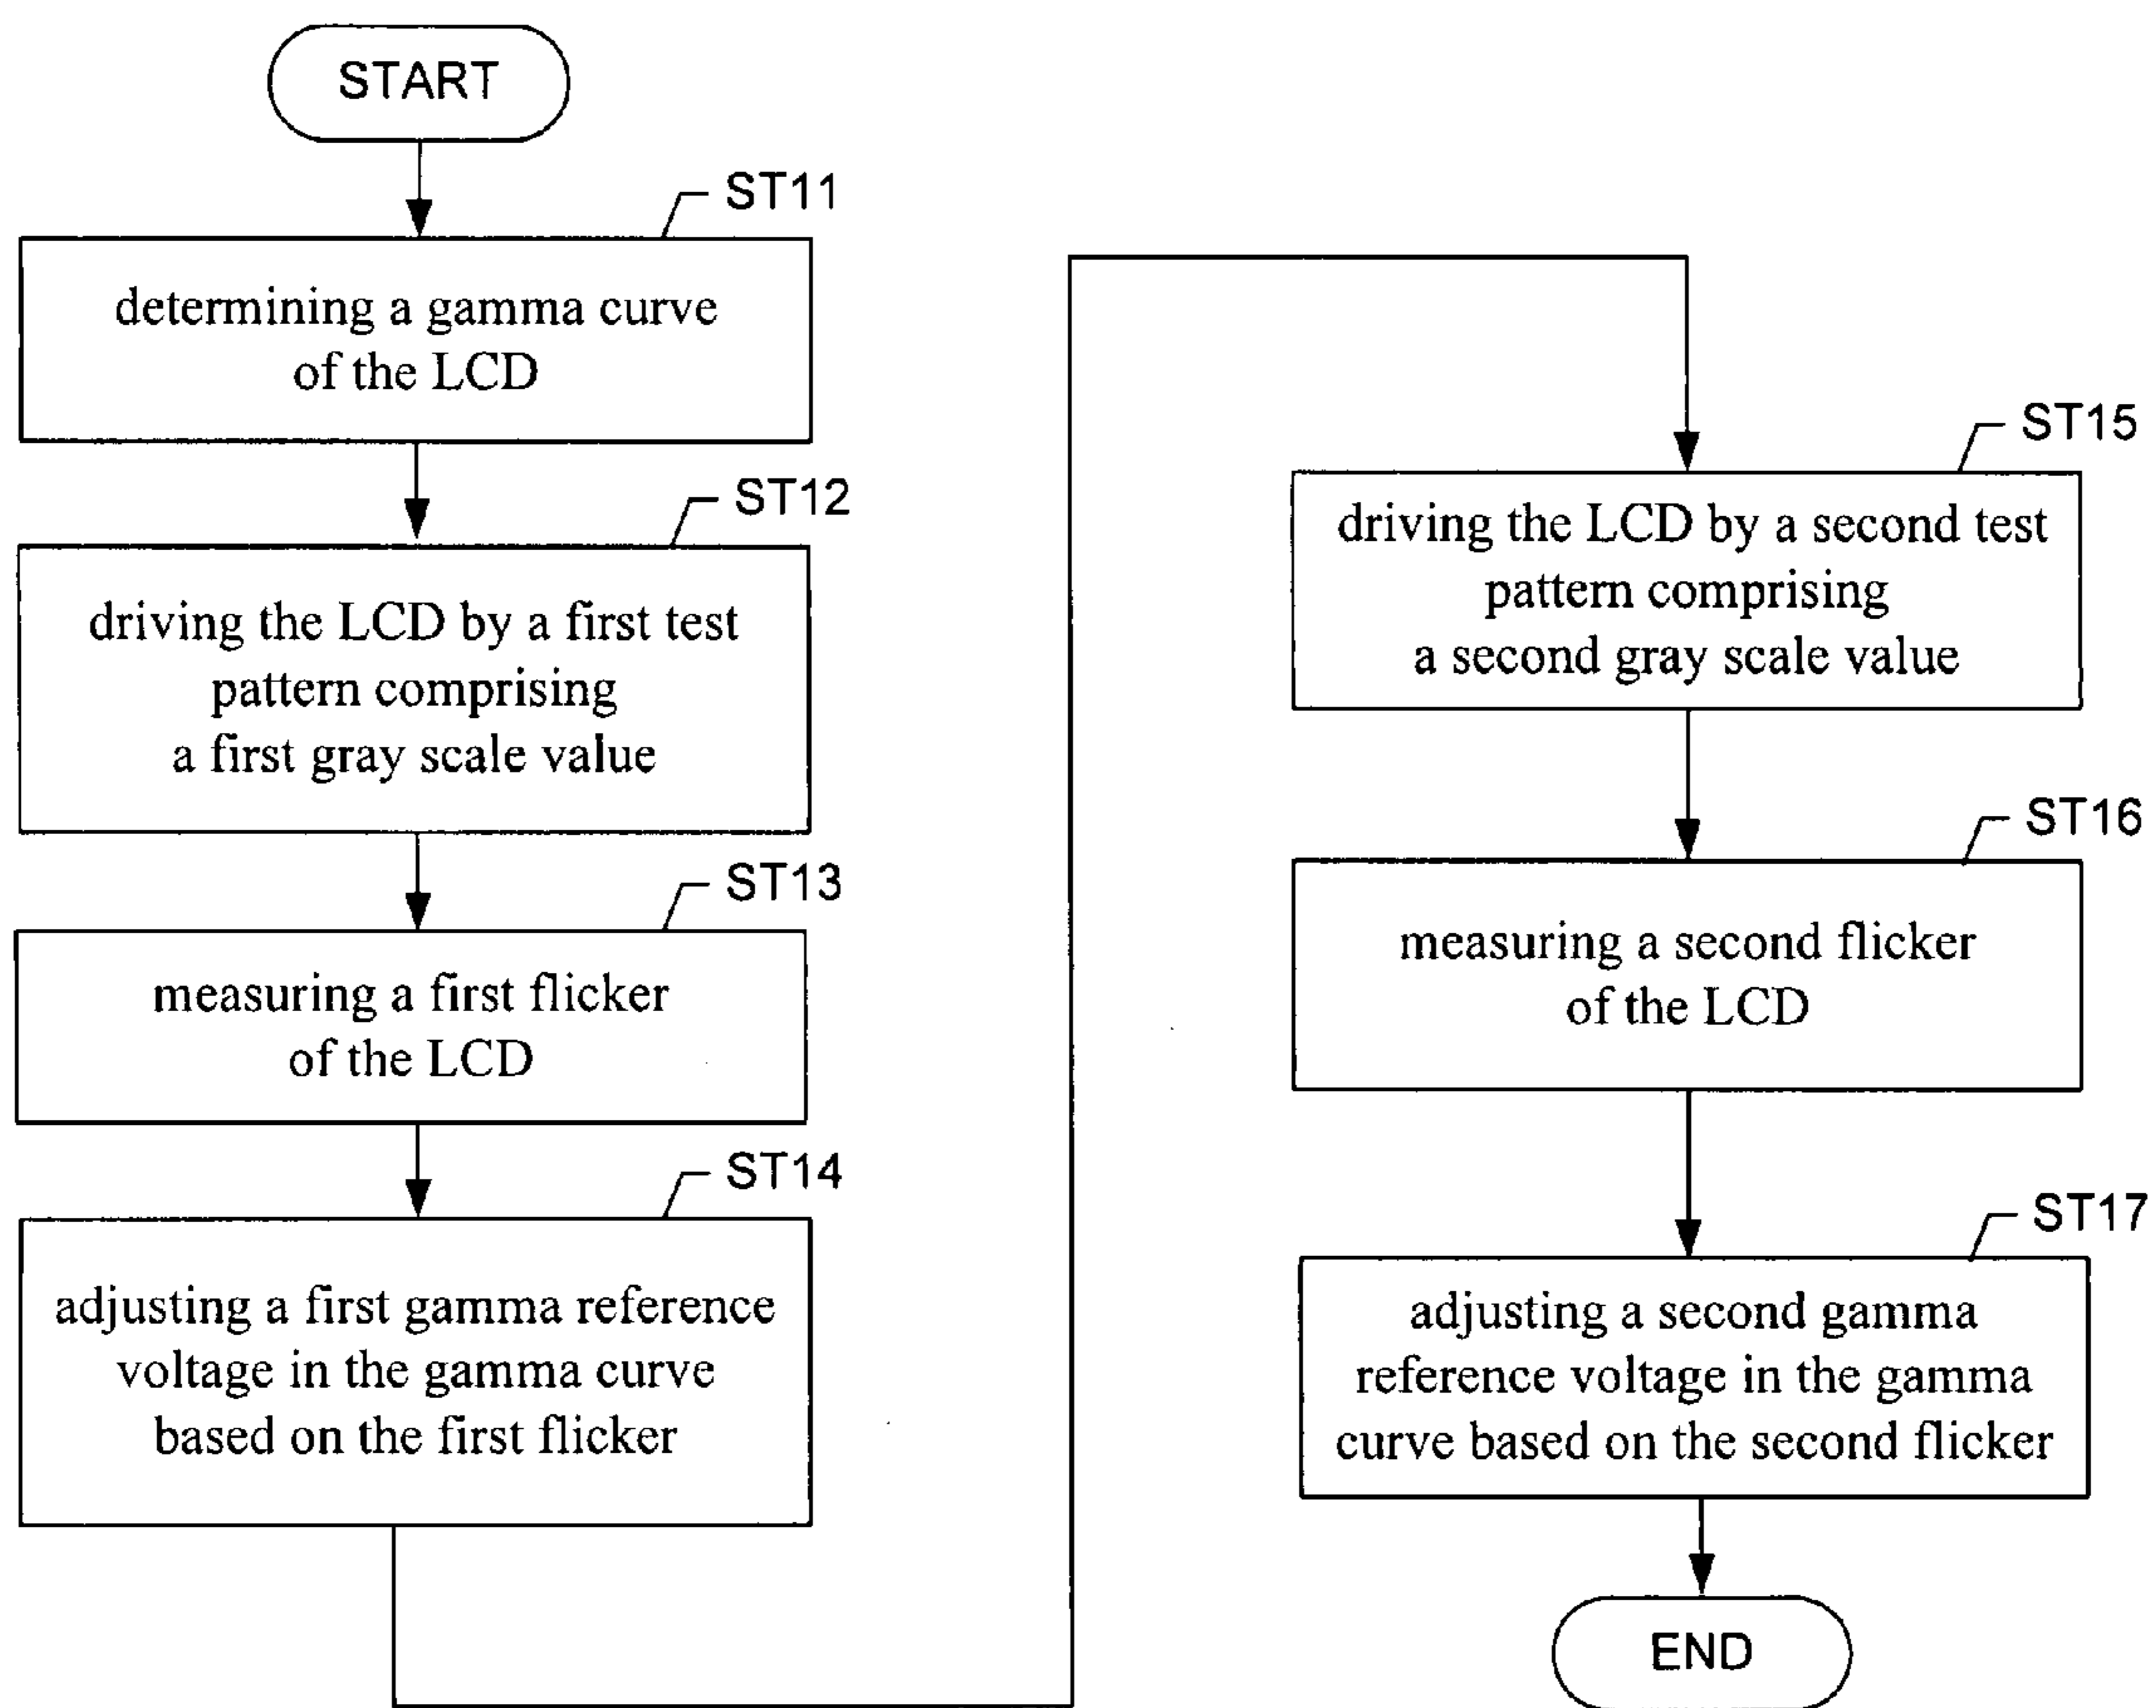 START
ST11
determining a gamma curve
of the LCD
ST12
driving the LCD by a first test
pattern comprising
a first gray scale value
ST13
measuring a first flicker
of the LCD
ST14
adjusting a first gamma reference
voltage in the gamma curve
based on the first flicker
ST15
driving the LCD by a second test
pattern comprising
a second gray scale value
ST16
measuring a second flicker
of the LCD
ST17
adjusting a second gamma
reference voltage in the gamma
curve based on the second flicker
END